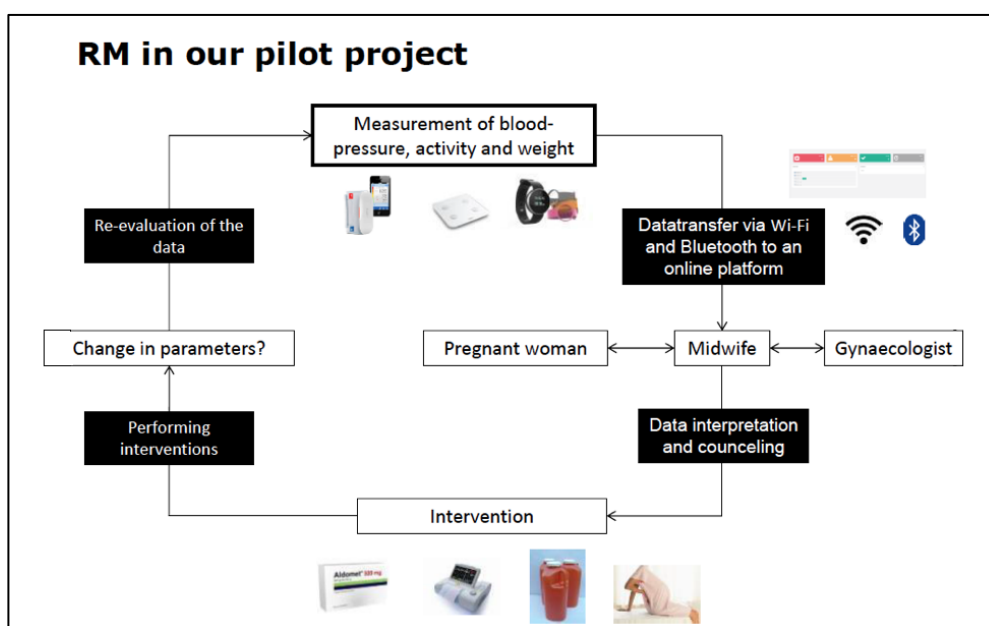 RM in our pilot project
Measurement of blood-
pressure, activity and weight
Re-evaluation of the
data
Datatransfer via Wi-Fi
and Bluetooth to an
online platform
Change in parameters?
Pregnant woman
Midwife
Gynaecologist
Performing
interventions
Data interpretation
and counceling
Intervention
Aldomet